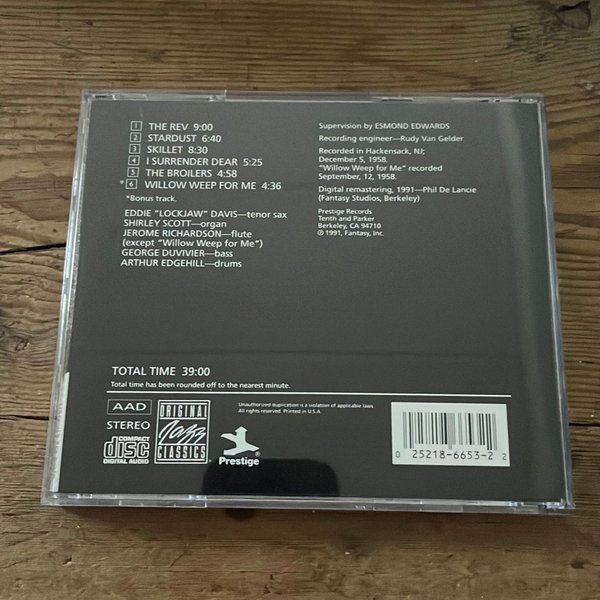 1 THE REV 9:00
2 STARDUST 6:40
3 SKILLET 8:30
4 I SURRENDER DEAR 5:25
5 THE BROILERS 4:58
*6 WILLOW WEEP FOR ME 4:36
*Bonus track.
EDDIE "LOCKJAW" DAVIS—tenor sax
SHIRLEY SCOTT—organ
JEROME RICHARDSON—flute
(except "Willow Weep for Me")
GEORGE DUVIVIER—bass
ARTHUR EDGEHILL—drums
Supervision by ESMOND EDWARDS
Recording engineer—Rudy Van Gelder
Recorded in Hackensack, NJ;
December 5, 1958.
"Willow Weep for Me" recorded
September, 12, 1958.
Digital remastering, 1991—Phil De Lancie
(Fantasy Studios, Berkeley)
Prestige Records
Tenth and Parker
Berkeley, CA 94710
℗ 1991, Fantasy, Inc.
TOTAL TIME 39:00
Total time has been rounded off to the nearest minute.
AAD
STEREO
COMPACT
disc
DIGITAL AUDIO
ORIGINAL
Jazz
CLASSICS
Prestige
Unauthorized duplication is a violation of applicable laws.
All rights reserved. Printed in U.S.A.
0 25218-6653-2 2